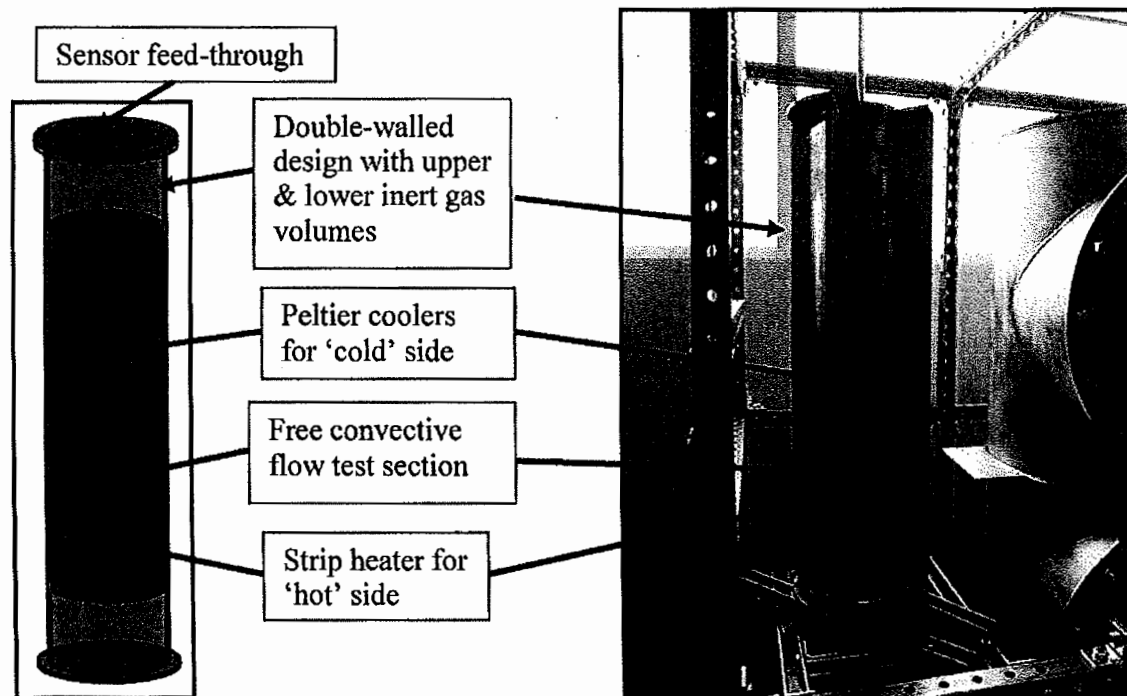 Sensor feed-through
Double-walled
design with upper
& lower inert gas
volumes
Peltier coolers
for ‘cold’ side
Free convective
flow test section
Strip heater for
‘hot’ side